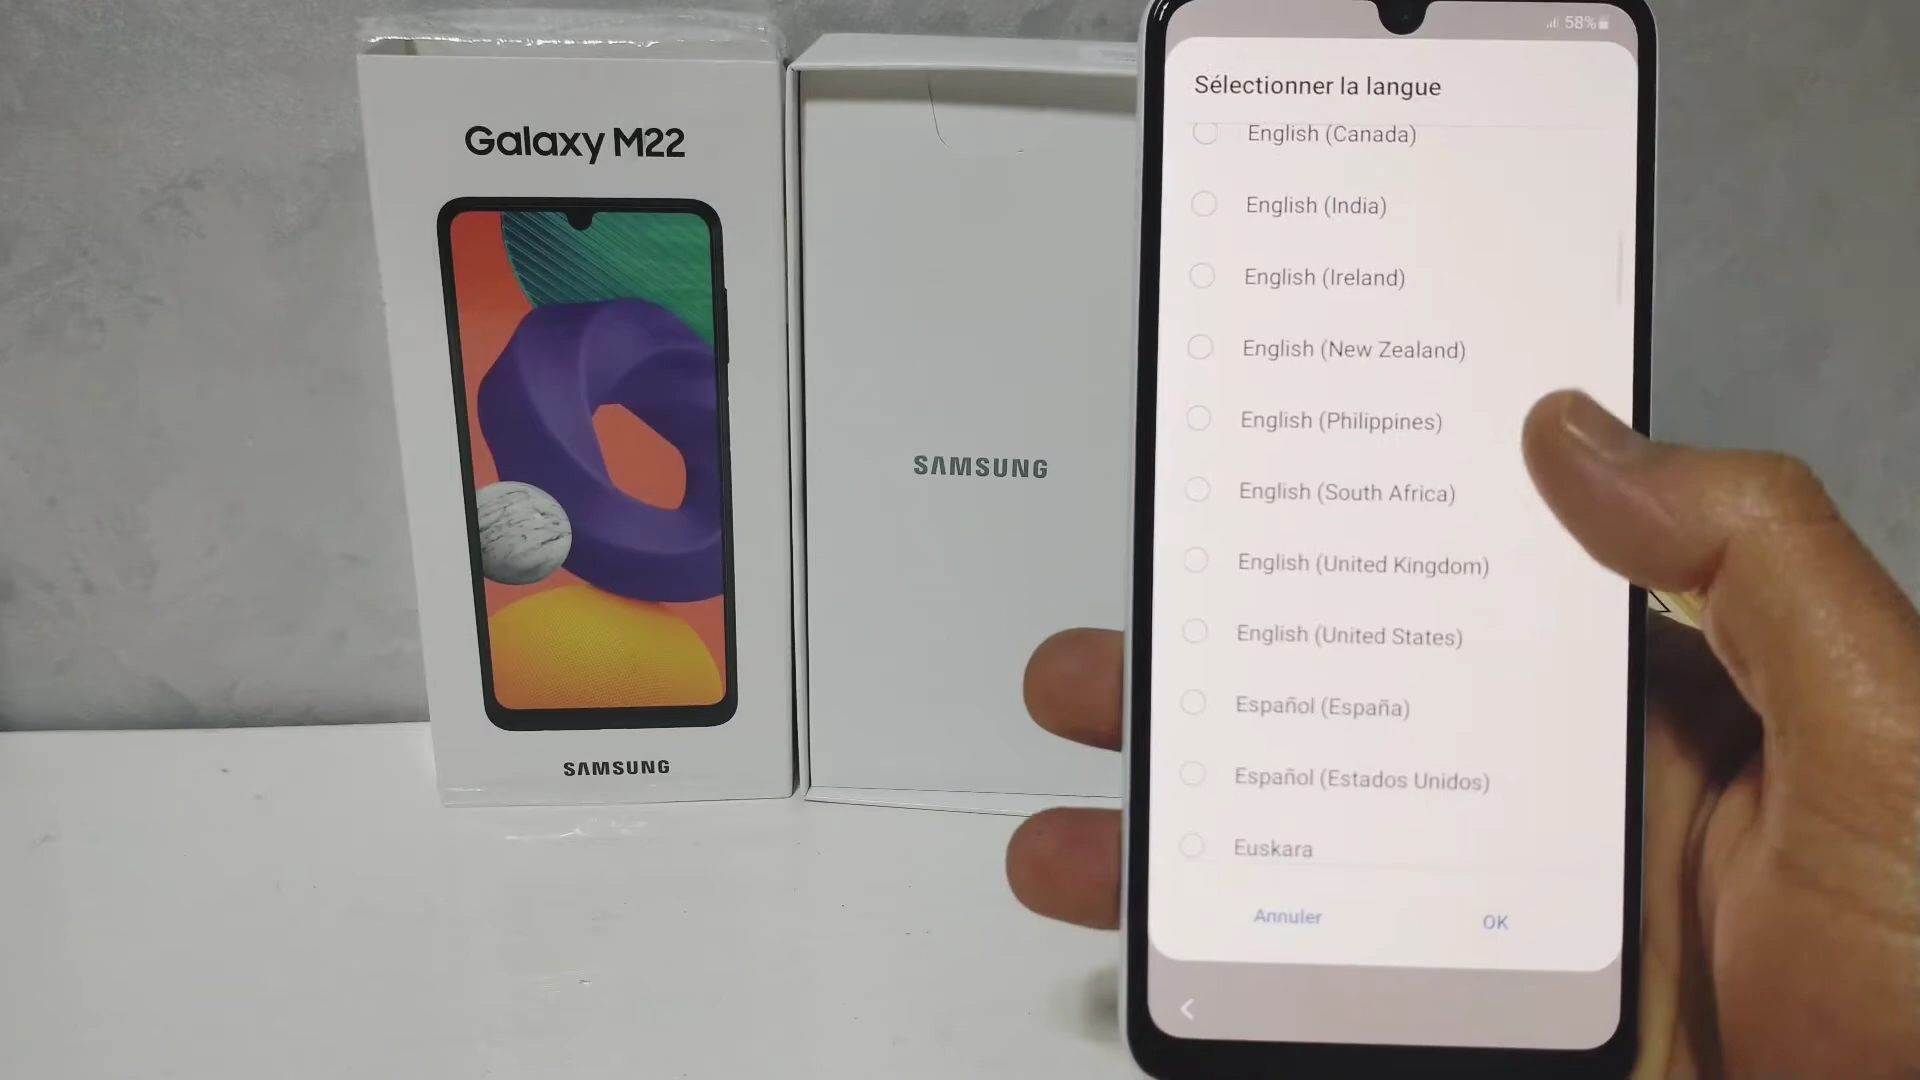 Galaxy M22
SAMSUNG
SAMSUNG
58%
Sélectionner la langue
English (Canada)
English (India)
English (Ireland)
English (New Zealand)
English (Philippines)
English (South Africa)
English (United Kingdom)
English (United States)
Español (España)
Español (Estados Unidos)
Euskara
Annuler
OK